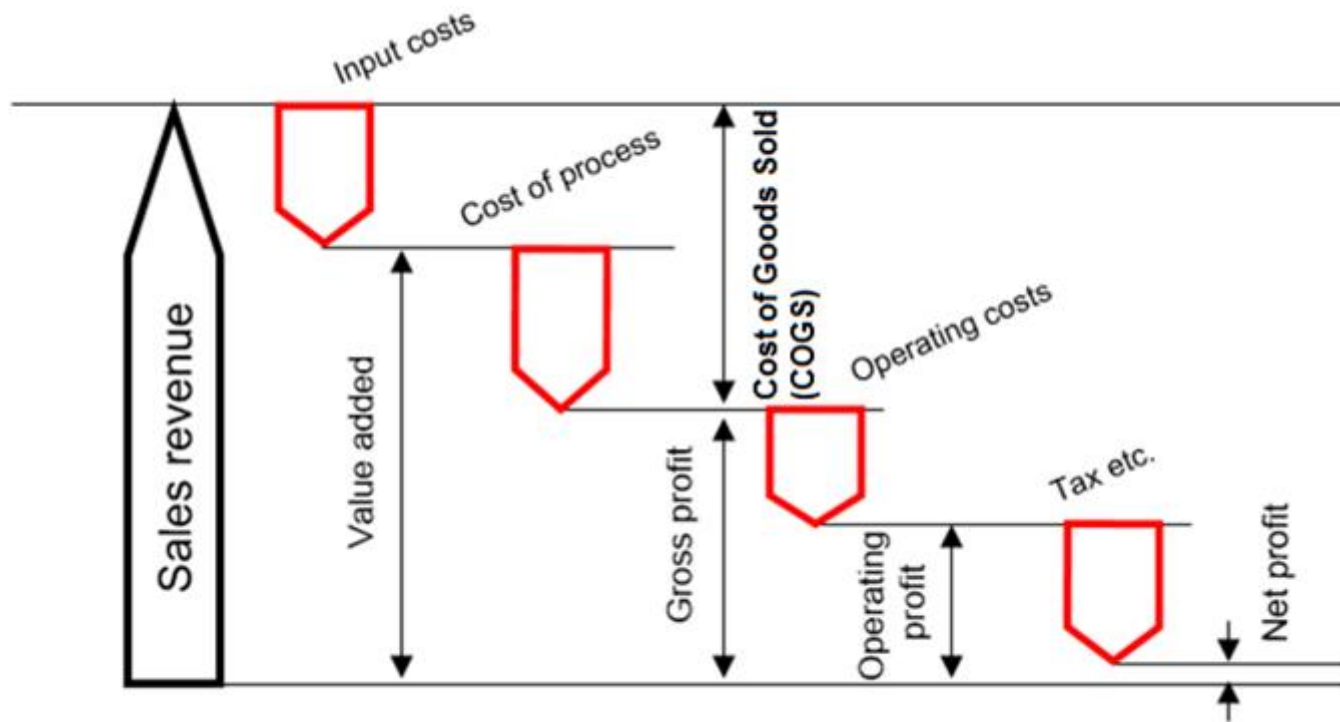 Input costs
Cost of process
Cost of Goods Sold
(COGS)
Operating costs
Sales revenue
Value added
Gross profit
Tax etc.
Operating
profit
Net profit